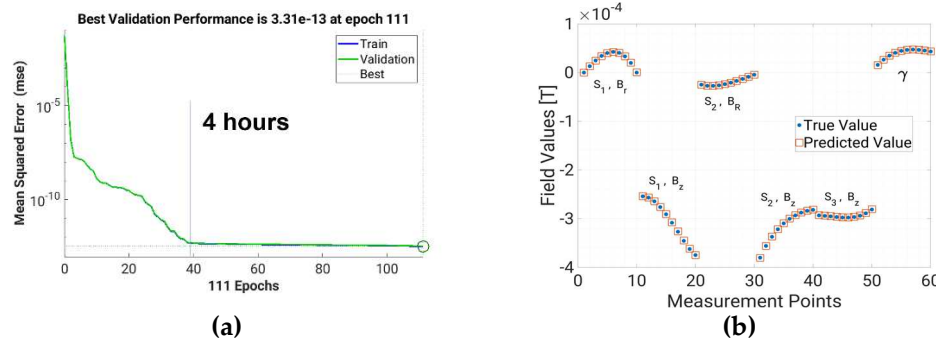 Best Validation Performance is 3.31e-13 at epoch 111
Mean Squared Error (mse)
10-5
10-10
Train
Validation
Best
4 hours
0 20 40 60 80 100
111 Epochs
(a)
×10-4
Field Values [T]
1
0
-1
-2
-3
-4
S1 , Br
S2 , BR
γ
True Value
Predicted Value
S1 , Bz
S2 , Bz
S3 , Bz
0 10 20 30 40 50 60
Measurement Points
(b)